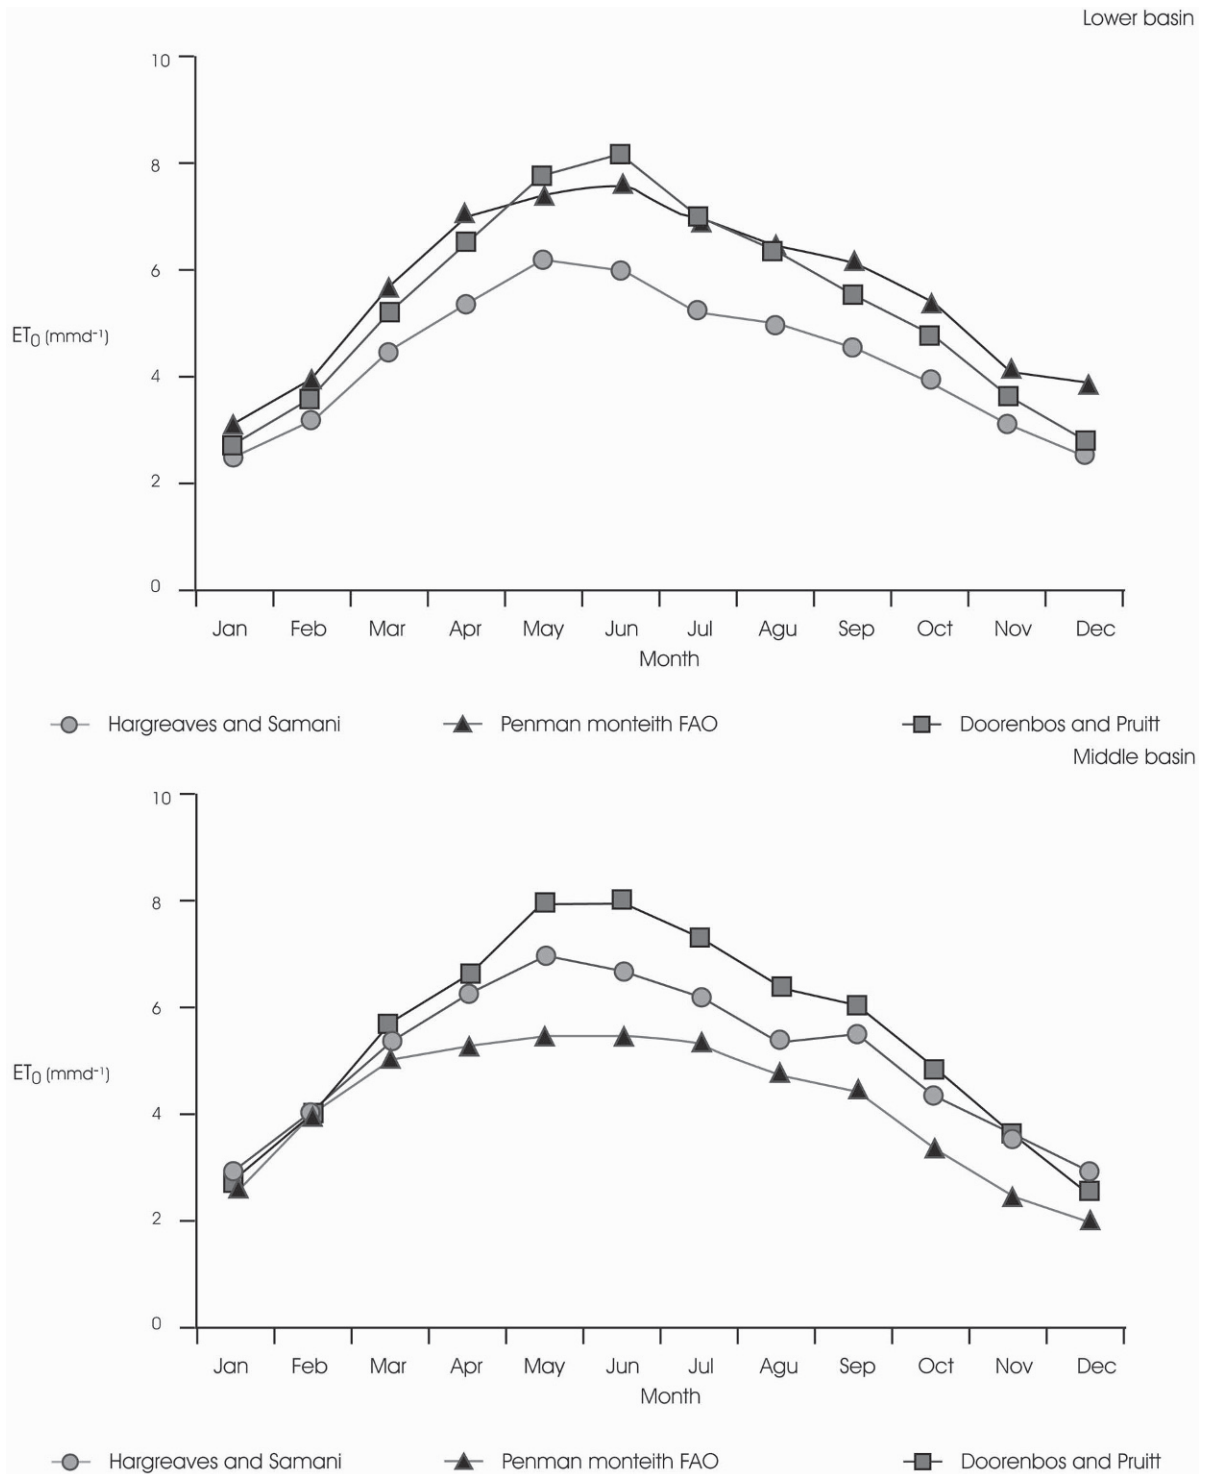 Lower basin
10
8
6
ET0 (mmd-1)
4
2
0
Jan Feb Mar Apr May Jun Jul Agu Sep Oct Nov Dec
Month
Hargreaves and Samani Penman monteith FAO Doorenbos and Pruitt
Middle basin
10
8
6
ET0 (mmd-1)
4
2
0
Jan Feb Mar Apr May Jun Jul Agu Sep Oct Nov Dec
Month
Hargreaves and Samani Penman monteith FAO Doorenbos and Pruitt